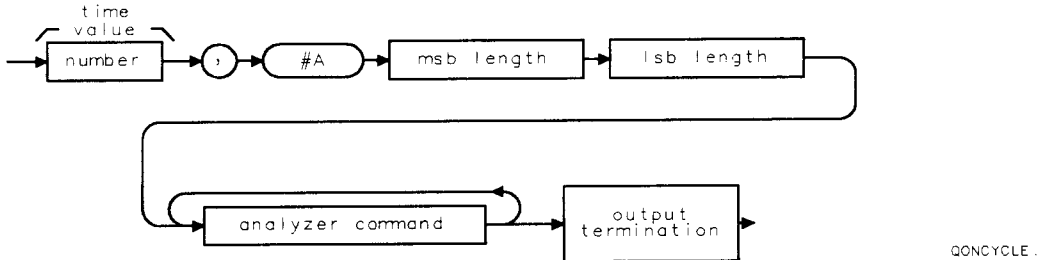 time
value
number
,
#A
msb length
lsb length
analyzer command
output
termination
QONCYCLE.